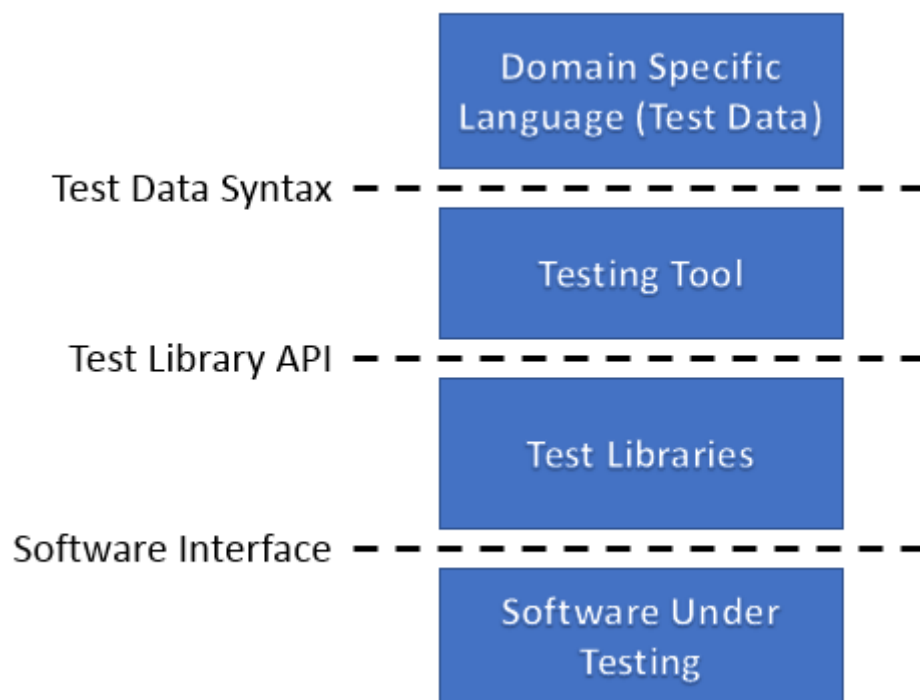 Domain Specific
Language (Test Data)
Test Data Syntax
Testing Tool
Test Library API
Test Libraries
Software Interface
Software Under
Testing